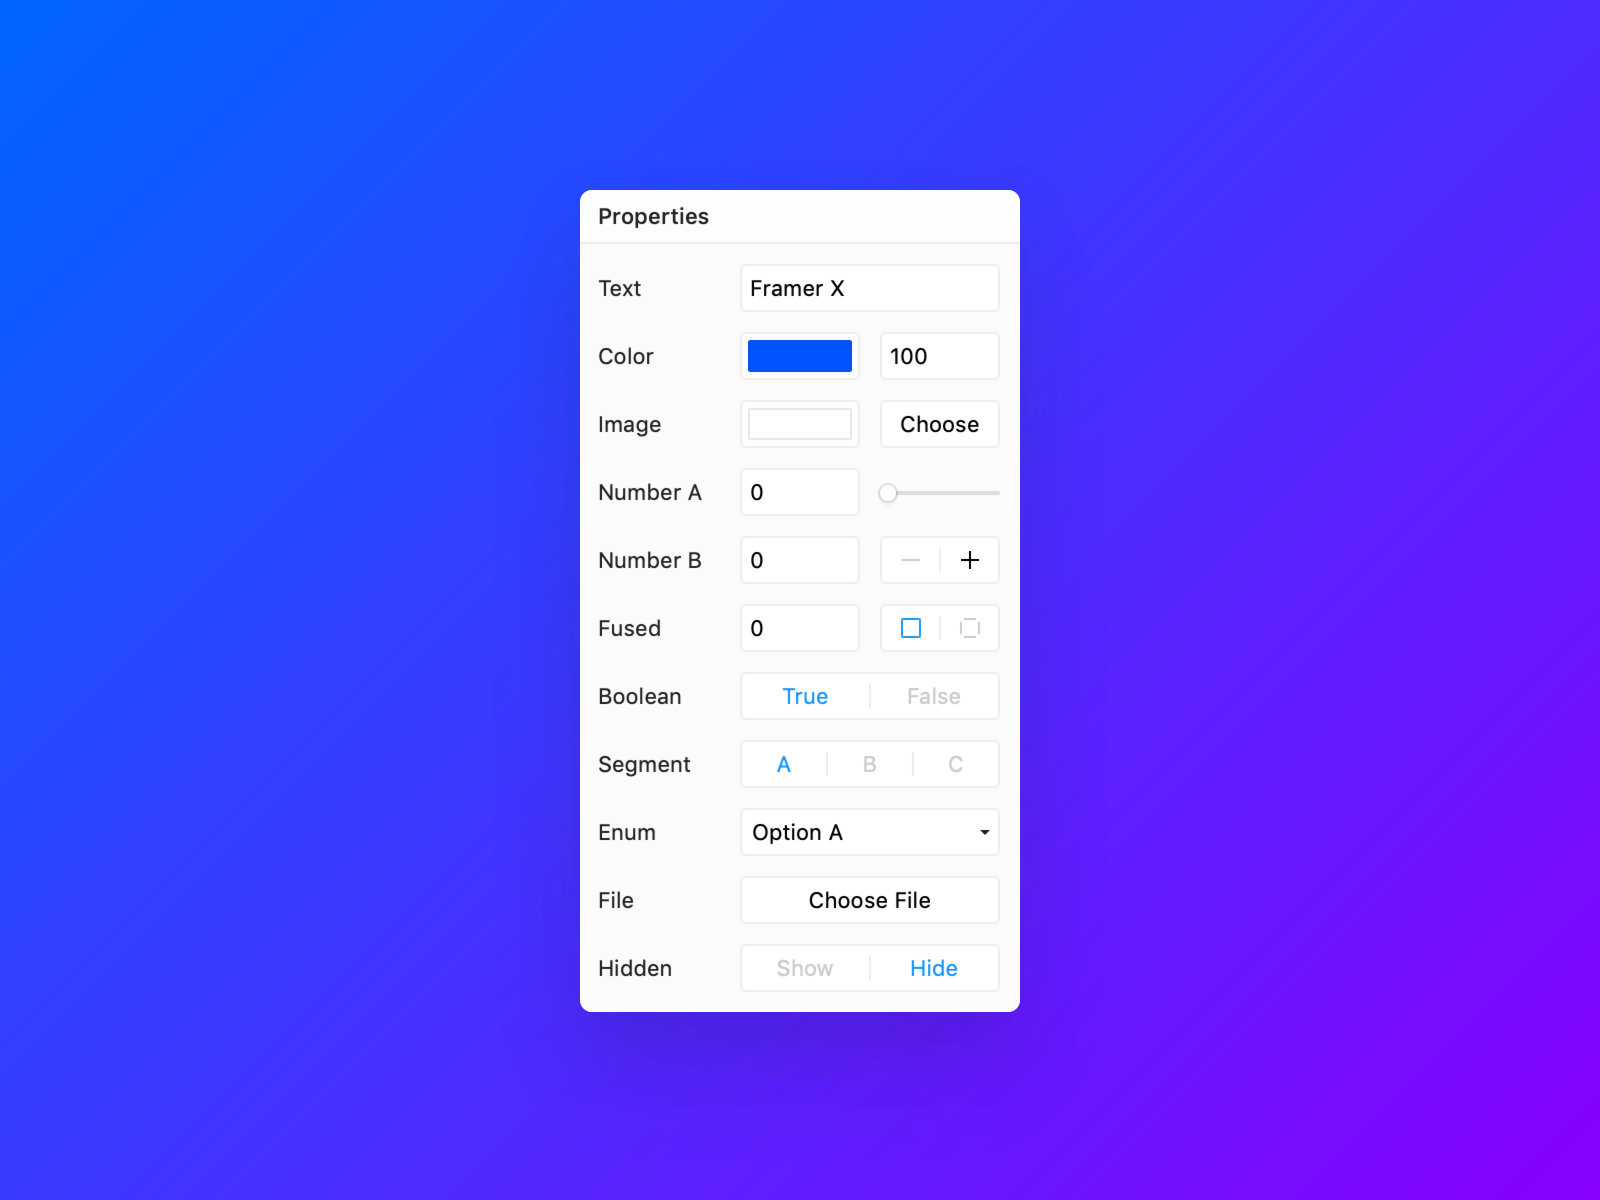 Properties
Text Framer X
Color 100
Image Choose
Number A 0
Number B 0
Fused 0
Boolean True False
Segment A B C
Enum Option A
File Choose File
Hidden Show Hide